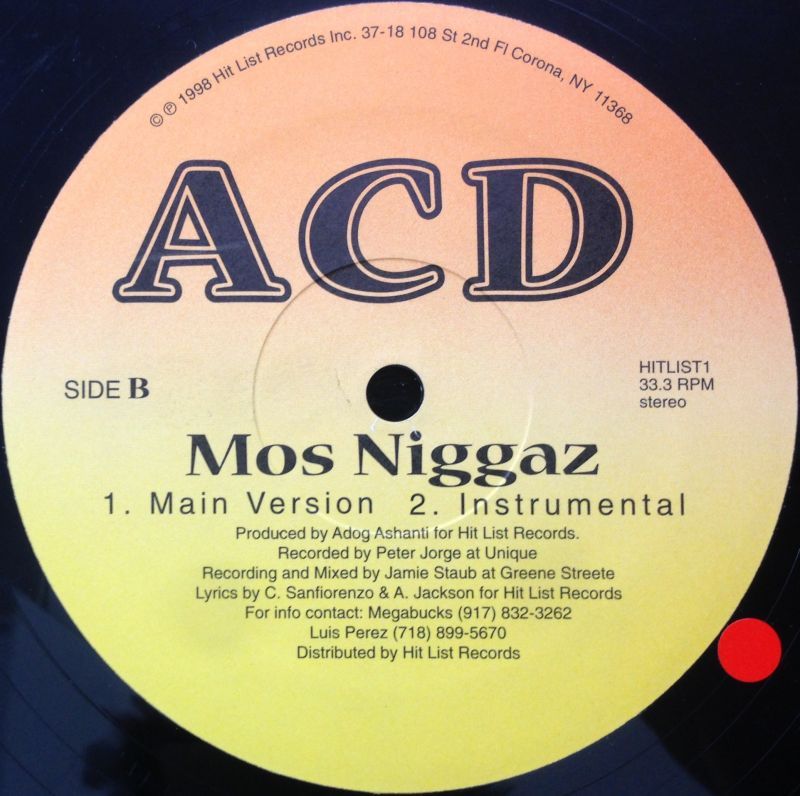 © ℗ 1998 Hit List Records Inc. 37-18 108 St 2nd Fl Corona, NY 11368
ACD
SIDE B
HITLIST1
33.3 RPM
stereo
Mos Niggaz
1. Main Version 2. Instrumental
Produced by Adog Ashanti for Hit List Records.
Recorded by Peter Jorge at Unique
Recording and Mixed by Jamie Staub at Greene Streete
Lyrics by C. Sanfiorenzo & A. Jackson for Hit List Records
For info contact: Megabucks (917) 832-3262
Luis Perez (718) 899-5670
Distributed by Hit List Records